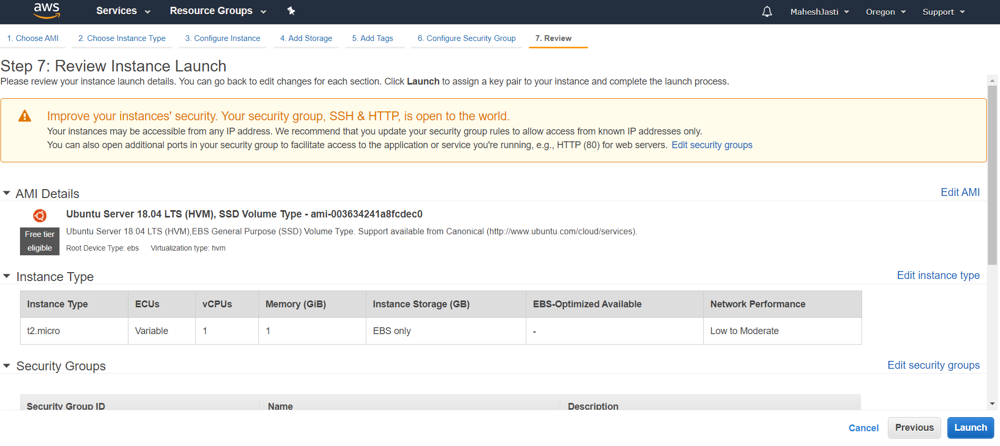 aws Services Resource Groups MaheshJasti Oregon Support
1. Choose AMI 2. Choose Instance Type 3. Configure Instance 4. Add Storage 5. Add Tags 6. Configure Security Group 7. Review
Step 7: Review Instance Launch
Please review your instance launch details. You can go back to edit changes for each section. Click Launch to assign a key pair to your instance and complete the launch process.
Improve your instances' security. Your security group, SSH & HTTP, is open to the world.
Your instances may be accessible from any IP address. We recommend that you update your security group rules to allow access from known IP addresses only.
You can also open additional ports in your security group to facilitate access to the application or service you're running, e.g., HTTP (80) for web servers. Edit security groups
AMI Details Edit AMI
Ubuntu Server 18.04 LTS (HVM), SSD Volume Type - ami-003634241a8fcdec0
Free tier
eligible
Ubuntu Server 18.04 LTS (HVM),EBS General Purpose (SSD) Volume Type. Support available from Canonical (http://www.ubuntu.com/cloud/services).
Root Device Type: ebs Virtualization type: hvm
Instance Type Edit instance type
Instance Type ECUs vCPUs Memory (GiB) Instance Storage (GB) EBS-Optimized Available Network Performance
t2.micro Variable 1 1 EBS only - Low to Moderate
Security Groups Edit security groups
Security Group ID Name Description
Cancel Previous Launch